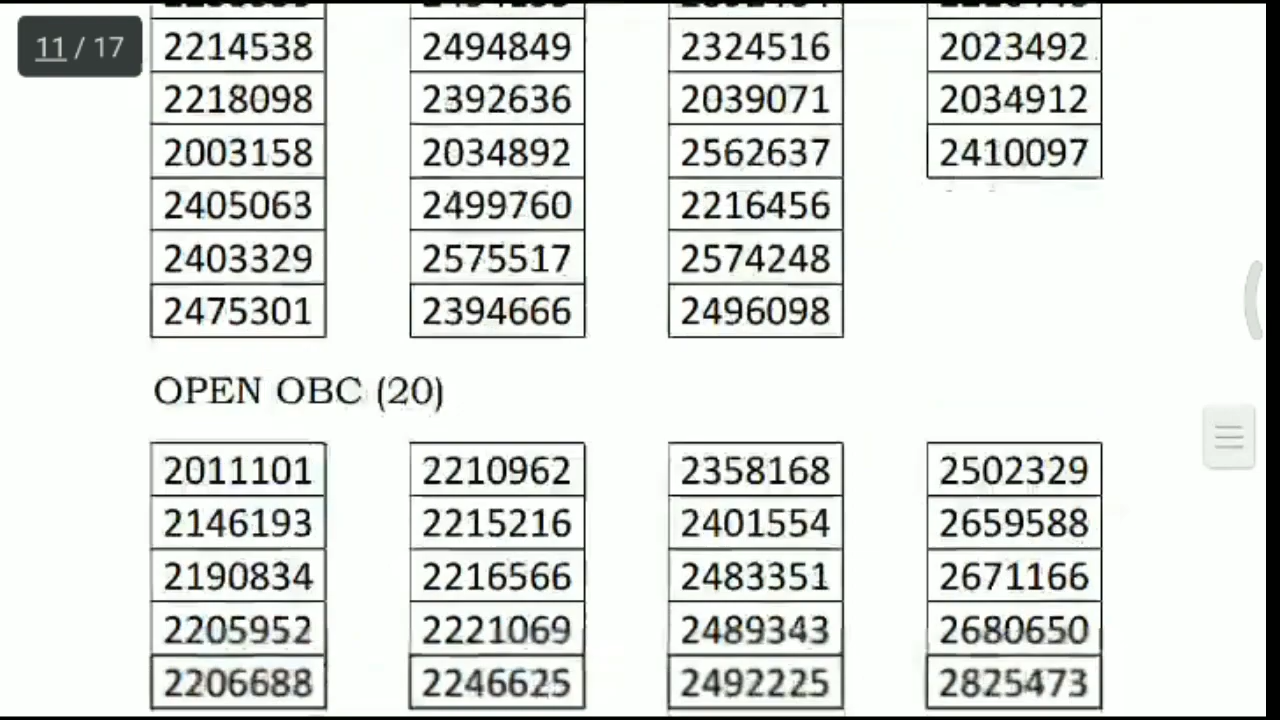 11 / 17
2214538 2494849 2324516 2023492
2218098 2392636 2039071 2034912
2003158 2034892 2562637 2410097
2405063 2499760 2216456
2403329 2575517 2574248
2475301 2394666 2496098
OPEN OBC (20)
2011101 2210962 2358168 2502329
2146193 2215216 2401554 2659588
2190834 2216566 2483351 2671166
2205952 2221069 2489343 2680650
2206688 2246625 2492225 2825473